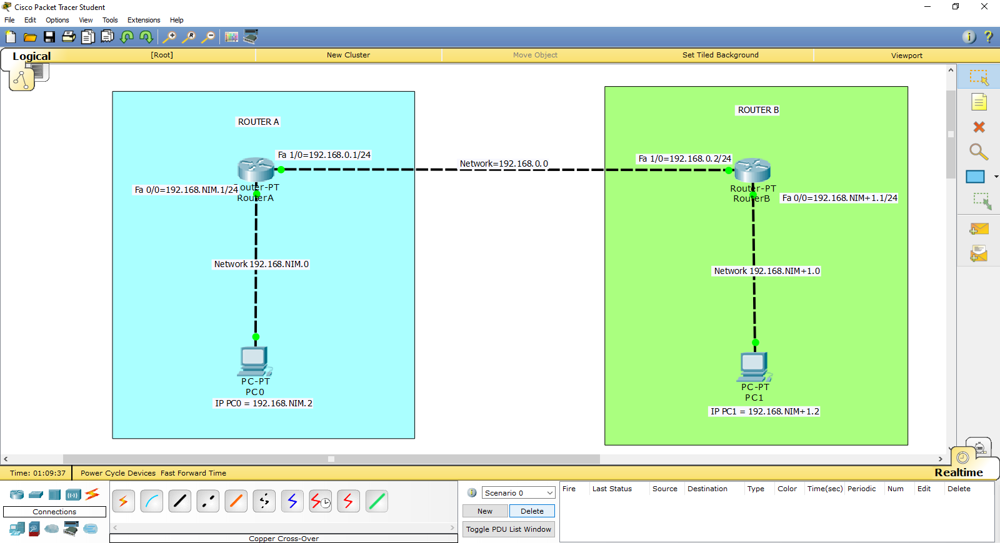 Cisco Packet Tracer Student
File Edit Options View Tools Extensions Help
Logical [Root] New Cluster Move Object Set Tiled Background Viewport
ROUTER A
Fa 1/0=192.168.0.1/24
Router-PT
RouterA
Fa 0/0=192.168.NIM.1/24
Network 192.168.NIM.0
PC-PT
PC0
IP PC0 = 192.168.NIM.2
Network=192.168.0.0
ROUTER B
Fa 1/0=192.168.0.2/24
Router-PT
RouterB
Fa 0/0=192.168.NIM+1.1/24
Network 192.168.NIM+1.0
PC-PT
PC1
IP PC1 = 192.168.NIM+1.2
Time: 01:09:37 Power Cycle Devices Fast Forward Time Realtime
Connections
Copper Cross-Over
Scenario 0
New Delete
Toggle PDU List Window
Fire Last Status Source Destination Type Color Time(sec) Periodic Num Edit Delete